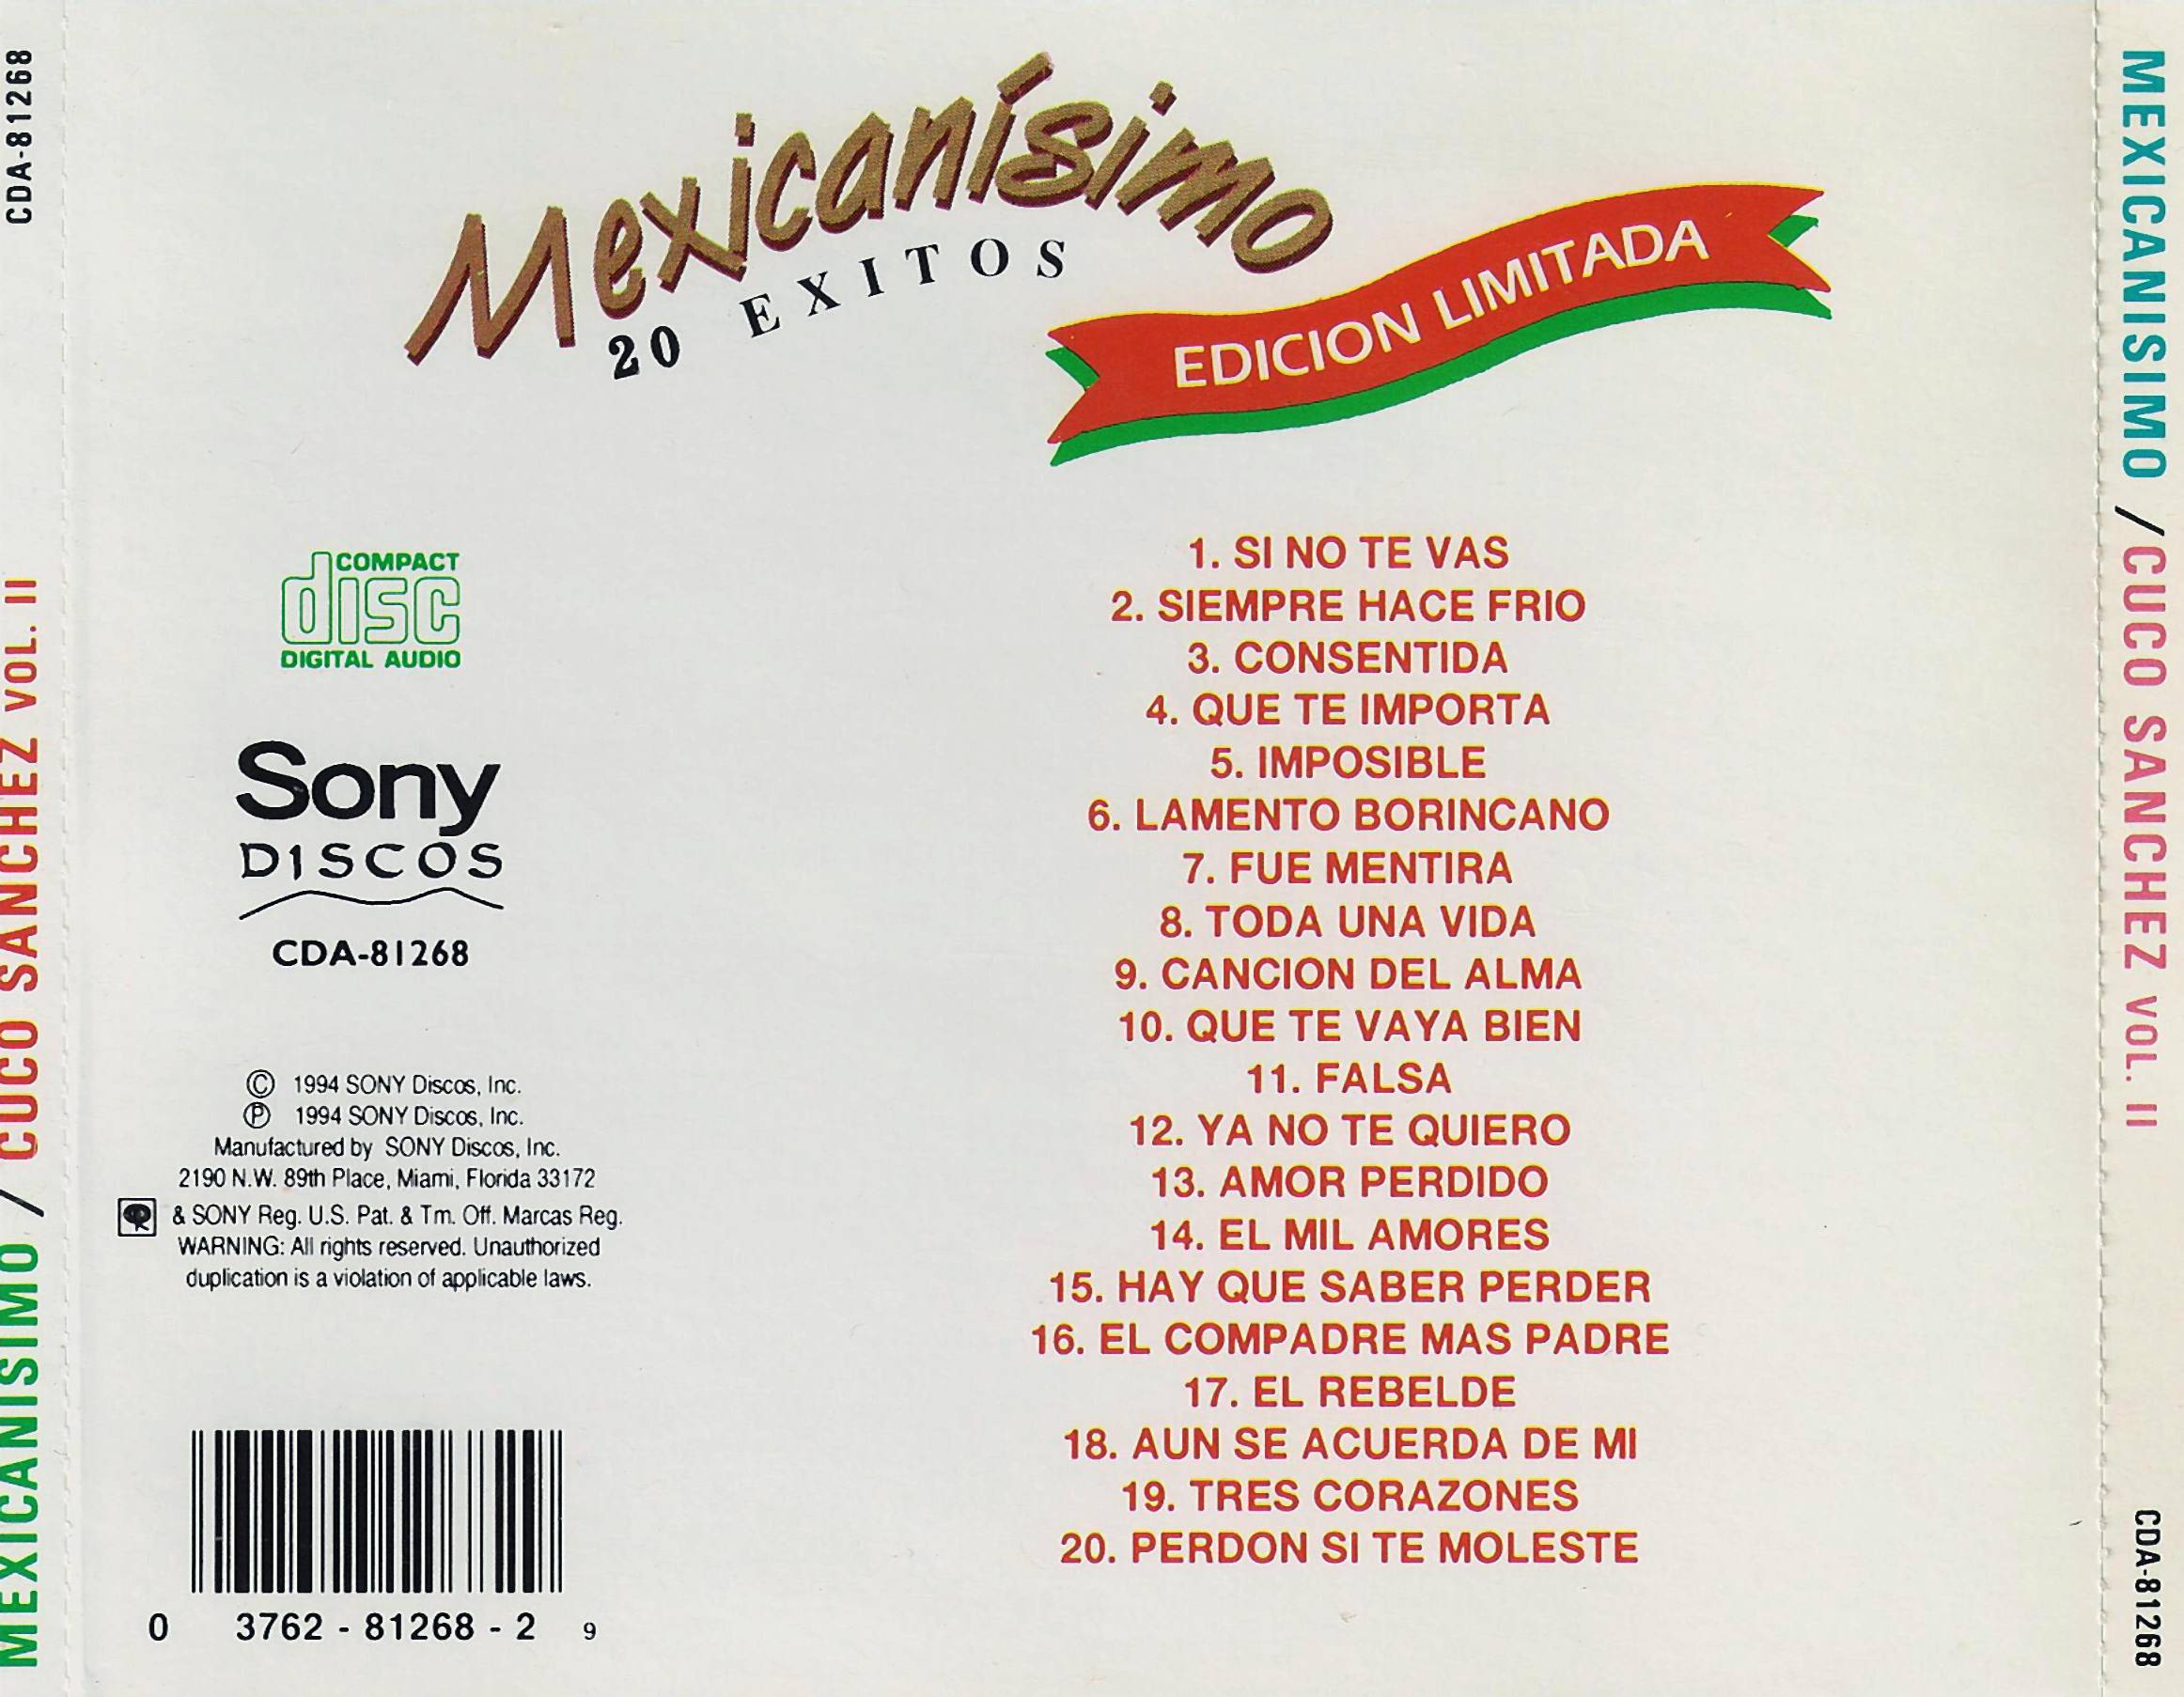 CDA-81268
MEXICANISIMO / CUCO SANCHEZ VOL. II
Mexicanísimo
20 EXITOS
EDICION LIMITADA
COMPACT
disc
DIGITAL AUDIO
Sony
DISCOS
CDA-81268
© 1994 SONY Discos, Inc.
℗ 1994 SONY Discos, Inc.
Manufactured by SONY Discos, Inc.
2190 N.W. 89th Place, Miami, Florida 33172
& SONY Reg. U.S. Pat. & Tm. Off. Marcas Reg.
WARNING: All rights reserved. Unauthorized
duplication is a violation of applicable laws.
0 3762 - 81268 - 2 9
1. SI NO TE VAS
2. SIEMPRE HACE FRIO
3. CONSENTIDA
4. QUE TE IMPORTA
5. IMPOSIBLE
6. LAMENTO BORINCANO
7. FUE MENTIRA
8. TODA UNA VIDA
9. CANCION DEL ALMA
10. QUE TE VAYA BIEN
11. FALSA
12. YA NO TE QUIERO
13. AMOR PERDIDO
14. EL MIL AMORES
15. HAY QUE SABER PERDER
16. EL COMPADRE MAS PADRE
17. EL REBELDE
18. AUN SE ACUERDA DE MI
19. TRES CORAZONES
20. PERDON SI TE MOLESTE
MEXICANISIMO / CUCO SANCHEZ VOL. II
CDA-81268